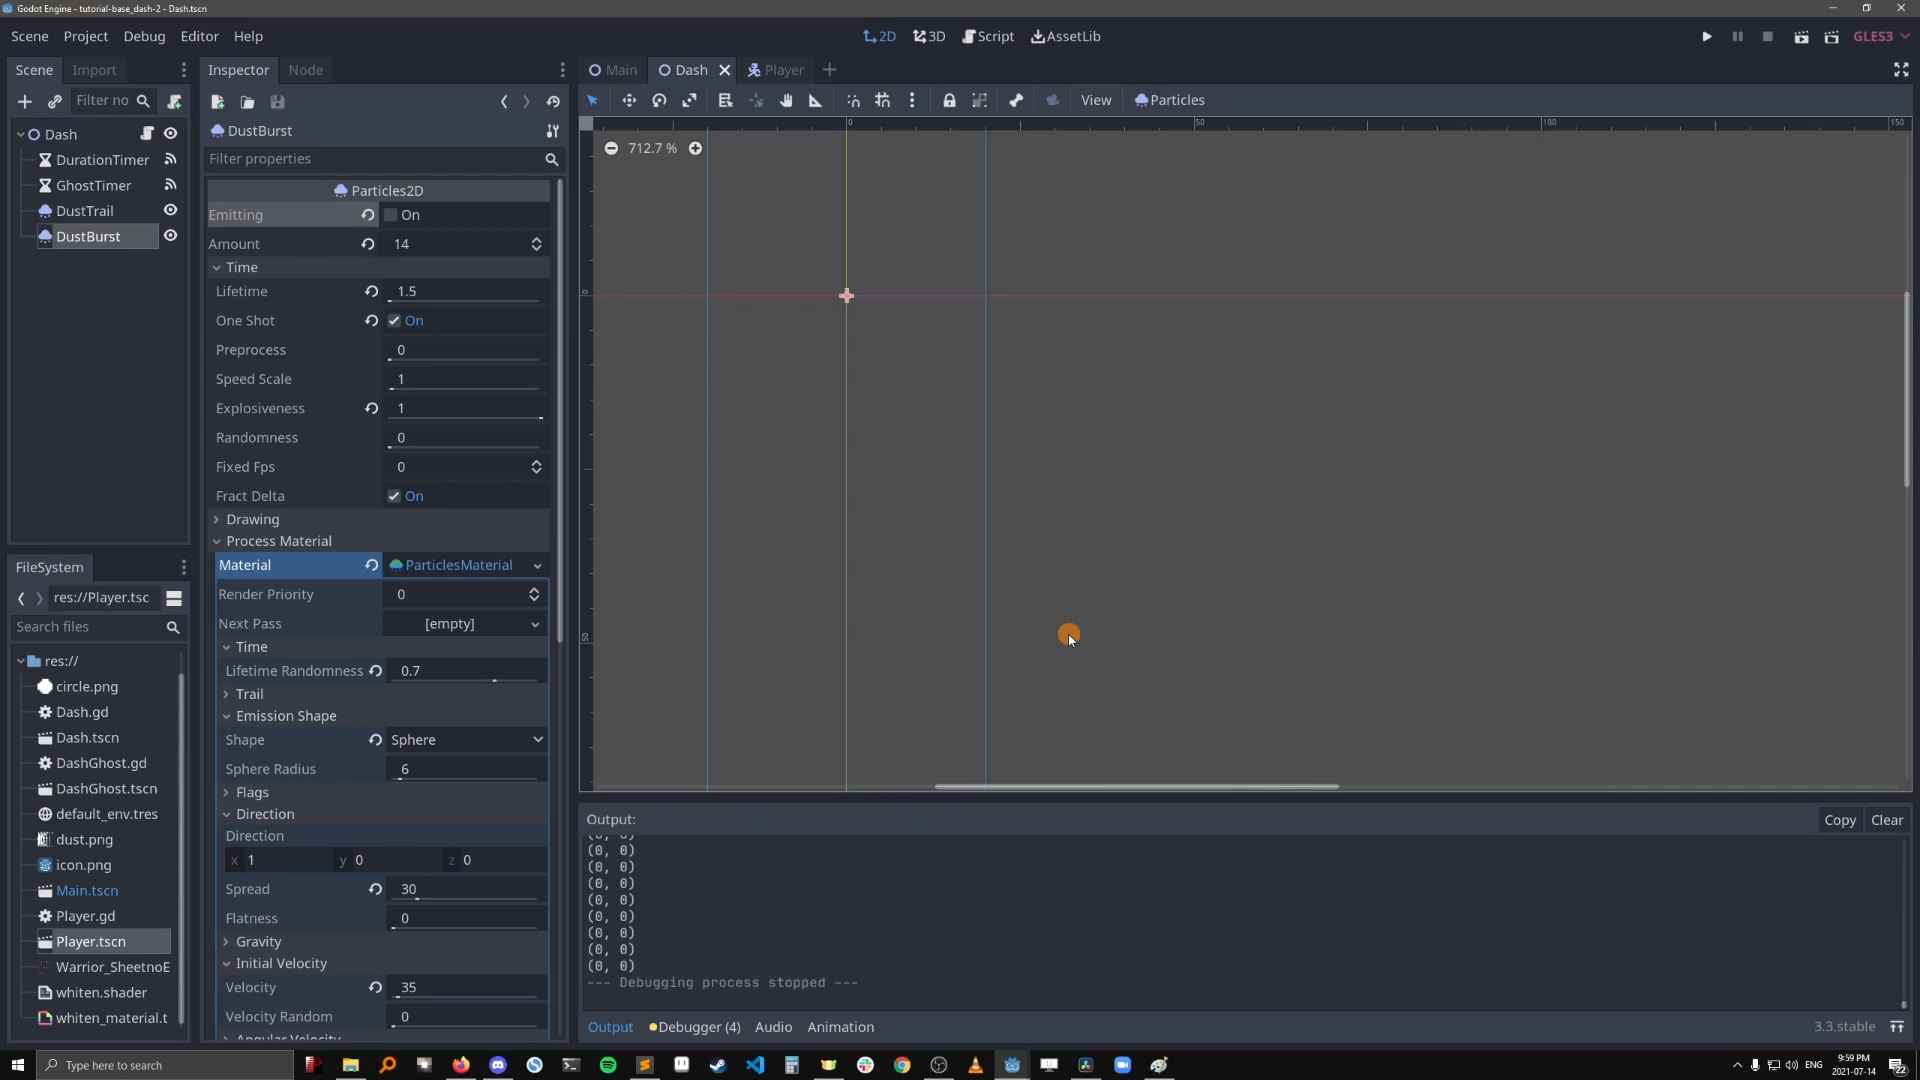 Godot Engine - tutorial-base_dash-2 - Dash.tscn
Scene Project Debug Editor Help
2D 3D Script AssetLib
GLES3
Scene Import
Filter no
Dash
DurationTimer
GhostTimer
DustTrail
DustBurst
FileSystem
res://Player.tsc
Search files
res://
circle.png
Dash.gd
Dash.tscn
DashGhost.gd
DashGhost.tscn
default_env.tres
dust.png
icon.png
Main.tscn
Player.gd
Player.tscn
Warrior_SheetnoE
whiten.shader
whiten_material.t
Inspector Node
DustBurst
Filter properties
Particles2D
Emitting On
Amount 14
Time
Lifetime 1.5
One Shot On
Preprocess 0
Speed Scale 1
Explosiveness 1
Randomness 0
Fixed Fps 0
Fract Delta On
Drawing
Process Material
Material ParticlesMaterial
Render Priority 0
Next Pass [empty]
Time
Lifetime Randomness 0.7
Trail
Emission Shape
Shape Sphere
Sphere Radius 6
Flags
Direction
Direction
x 1 y 0 z 0
Spread 30
Flatness 0
Gravity
Initial Velocity
Velocity 35
Velocity Random 0
Angular Velocity
Main Dash Player
View Particles
0 50 100 150
712.7 %
0
50
Output:
Copy Clear
(0, 0)
(0, 0)
(0, 0)
(0, 0)
(0, 0)
(0, 0)
(0, 0)
(0, 0)
(0, 0)
--- Debugging process stopped ---
Output Debugger (4) Audio Animation
3.3.stable
Type here to search
ENG
9:59 PM
2021-07-14
22